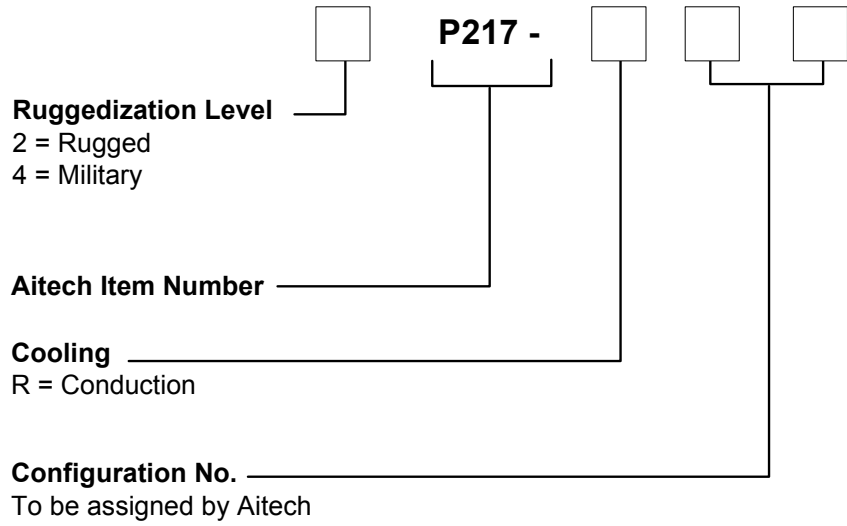 P217 -
Ruggedization Level
2 = Rugged
4 = Military
Aitech Item Number
Cooling
R = Conduction
Configuration No.
To be assigned by Aitech